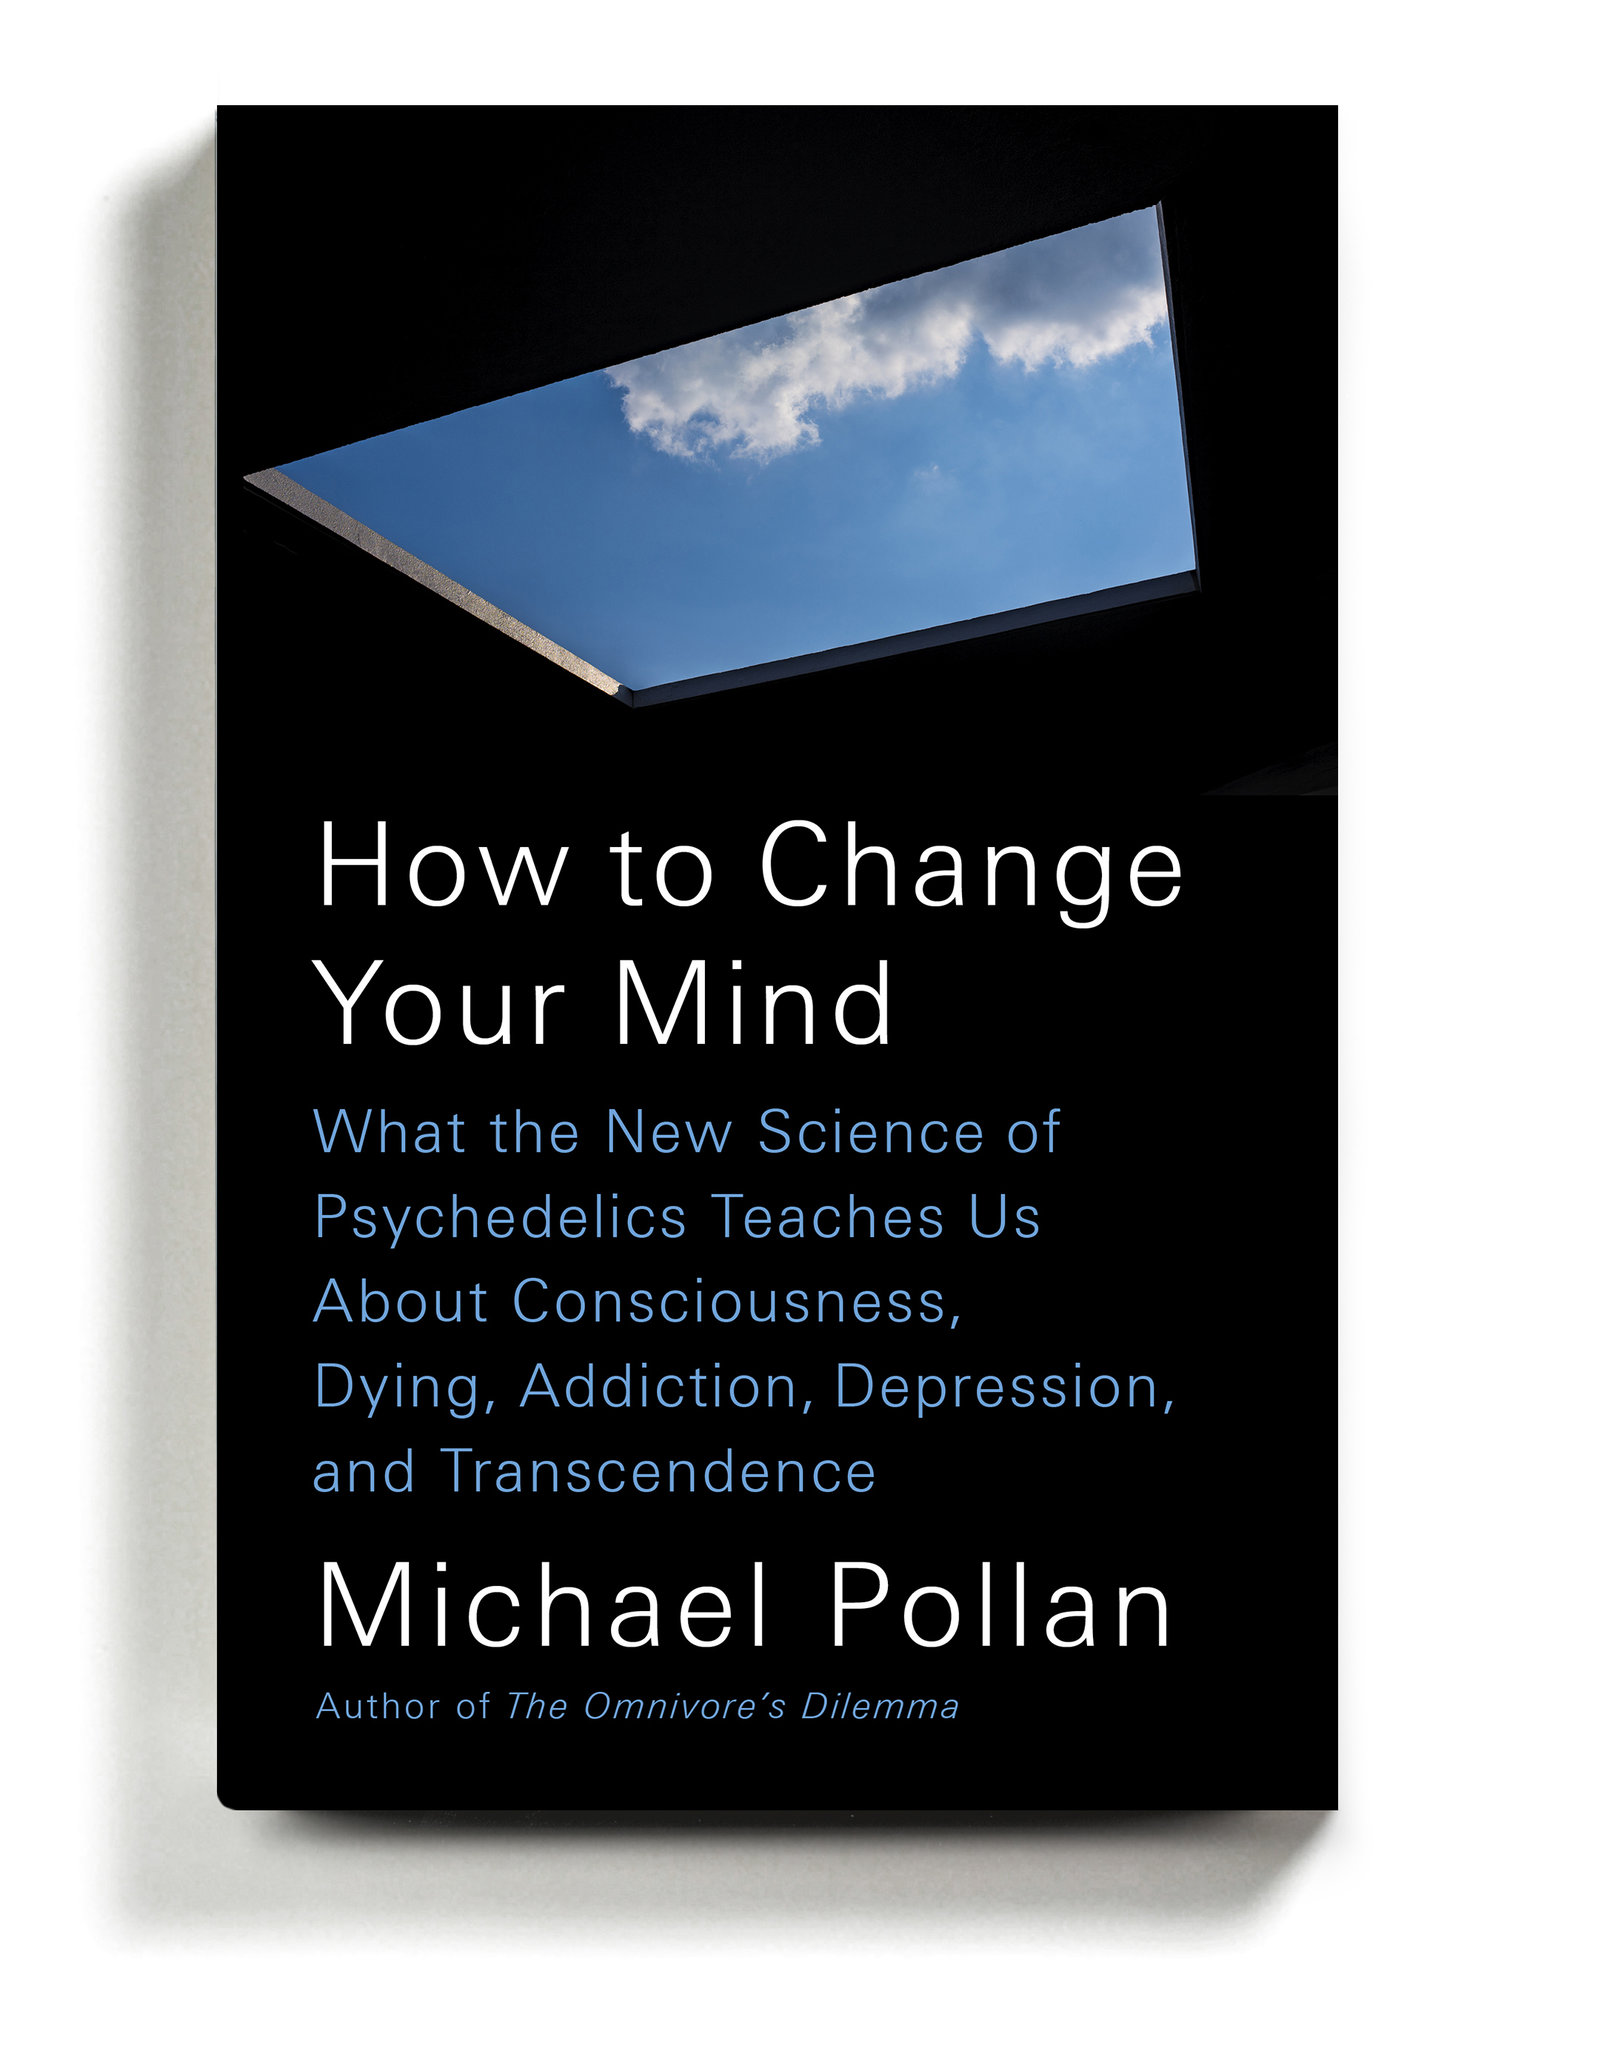 How to Change
Your Mind
What the New Science of
Psychedelics Teaches Us
About Consciousness,
Dying, Addiction, Depression,
and Transcendence
Michael Pollan
Author of The Omnivore’s Dilemma